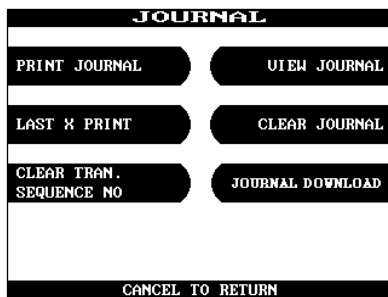 JOURNAL
PRINT JOURNAL
VIEW JOURNAL
LAST X PRINT
CLEAR JOURNAL
CLEAR TRAN.
SEQUENCE NO
JOURNAL DOWNLOAD
CANCEL TO RETURN